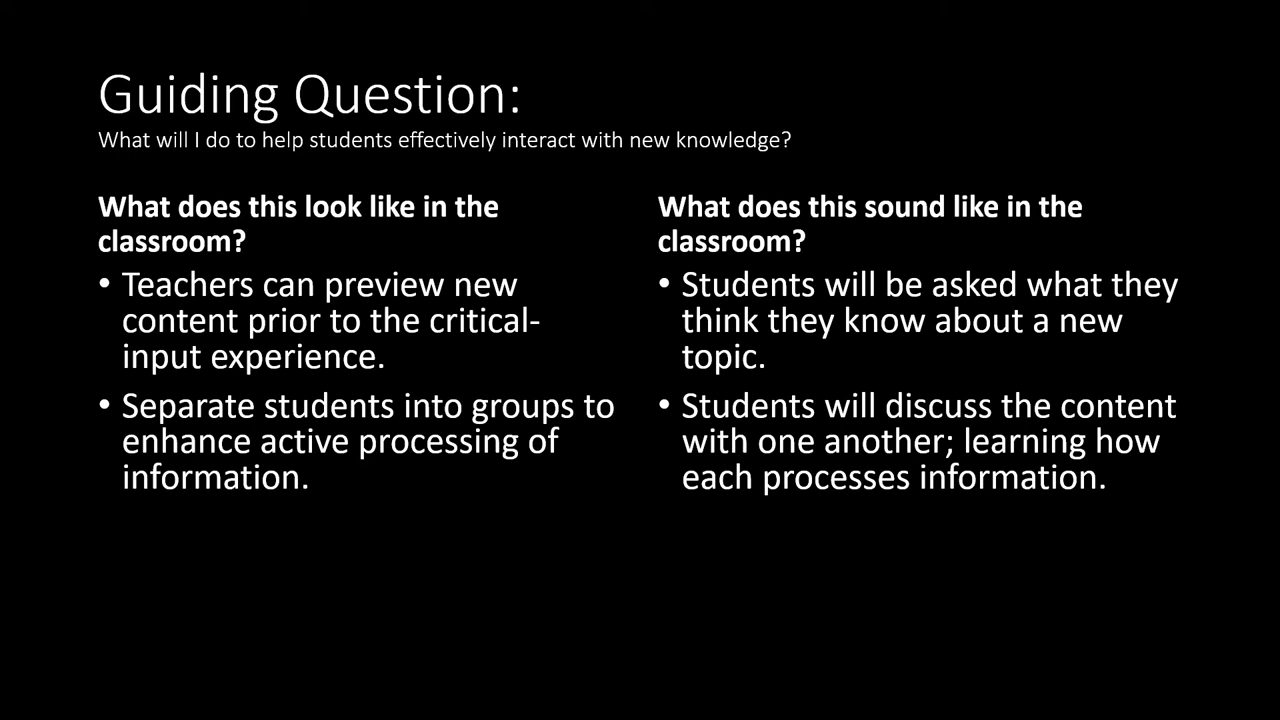 Guiding Question:
What will I do to help students effectively interact with new knowledge?
What does this look like in the
classroom?
• Teachers can preview new
content prior to the critical-
input experience.
• Separate students into groups to
enhance active processing of
information.
What does this sound like in the
classroom?
• Students will be asked what they
think they know about a new
topic.
• Students will discuss the content
with one another; learning how
each processes information.